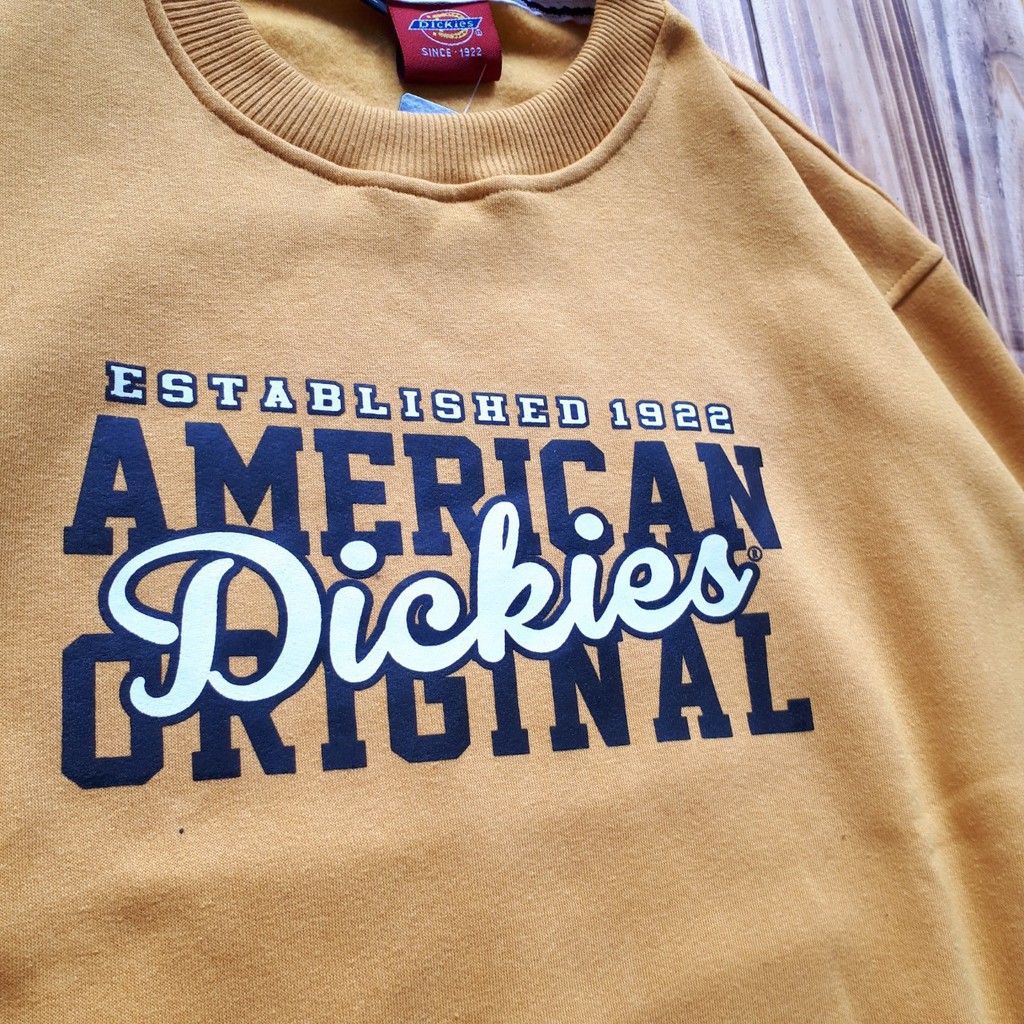 Dickies®
SINCE · 1922
ESTABLISHED 1922
AMERICAN
Dickies®
ORIGINAL